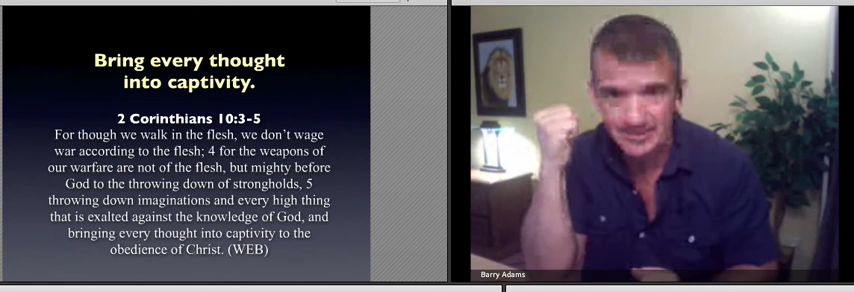 Bring every thought
into captivity.
2 Corinthians 10:3-5
For though we walk in the flesh, we don't wage
war according to the flesh; 4 for the weapons of
our warfare are not of the flesh, but mighty before
God to the throwing down of strongholds, 5
throwing down imaginations and every high thing
that is exalted against the knowledge of God, and
bringing every thought into captivity to the
obedience of Christ. (WEB)
Barry Adams